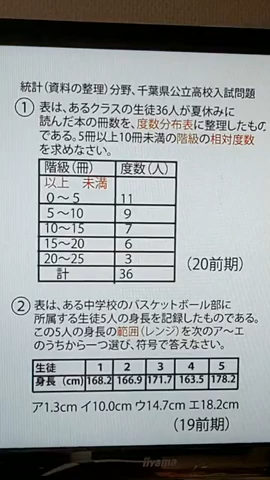 統計(資料の整理)分野、千葉県公立高校入試問題
① 表は、あるクラスの生徒36人が夏休みに
読んだ本の冊数を、度数分布表に整理したもの
である。5冊以上10冊未満の階級の相対度数
を求めなさい。
階級(冊) 度数(人)
以上 未満
0〜5 11
5〜10 9
10〜15 7
15〜20 6
20〜25 3
計 36
(20前期)
② 表は、ある中学校のバスケットボール部に
所属する生徒5人の身長を記録したものである。
この5人の身長の範囲(レンジ)を次のア〜エ
のうちから一つ選び、符号で答えなさい。
生徒 1 2 3 4 5
身長(cm) 168.2 166.9 171.7 163.5 178.2
ア1.3cm イ10.0cm ウ14.7cm エ18.2cm
(19前期)
iiyama